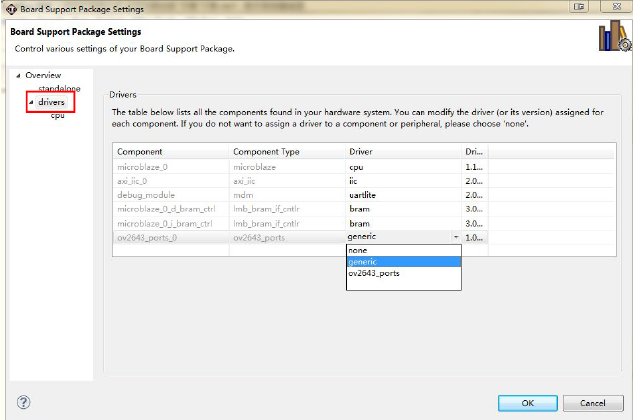 Board Support Package Settings
Board Support Package Settings
Control various settings of your Board Support Package.
Overview
standalone
drivers
cpu
Drivers
The table below lists all the components found in your hardware system. You can modify the driver (or its version) assigned for
each component. If you do not want to assign a driver to a component or peripheral, please choose 'none'.
Component Component Type Driver Dri...
microblaze_0 microblaze cpu 1.1...
axi_iic_0 axi_iic iic 2.0...
debug_module mdm uartlite 2.0...
microblaze_0_d_bram_ctrl lmb_bram_if_cntlr bram 3.0...
microblaze_0_i_bram_ctrl lmb_bram_if_cntlr bram 3.0...
ov2643_ports_0 ov2643_ports generic 1.0...
none
generic
ov2643_ports
? OK Cancel